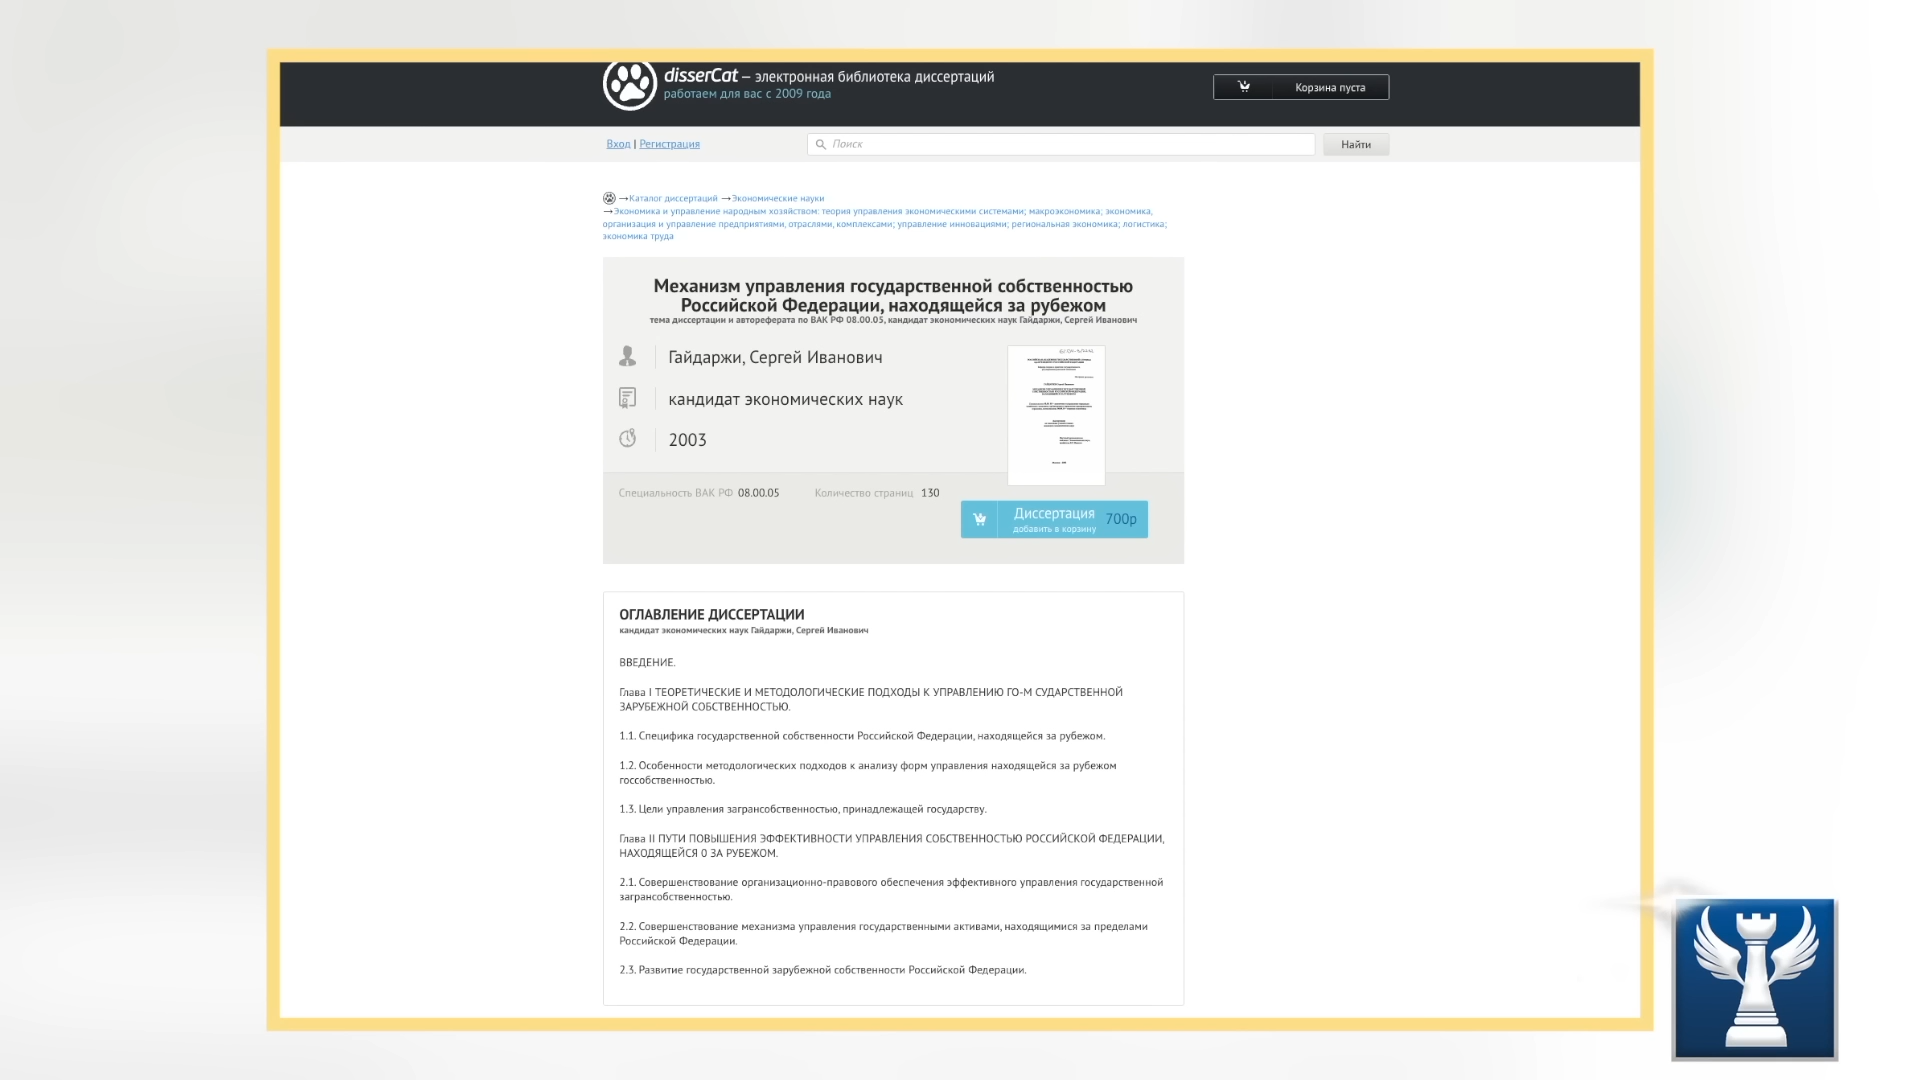 disserCat — электронная библиотека диссертаций
работаем для вас с 2009 года
Корзина пуста
Вход | Регистрация
Поиск
Найти
→Каталог диссертаций →Экономические науки
→Экономика и управление народным хозяйством: теория управления экономическими системами; макроэкономика; экономика,
организация и управление предприятиями, отраслями, комплексами; управление инновациями; региональная экономика; логистика;
экономика труда
Механизм управления государственной собственностью
Российской Федерации, находящейся за рубежом
тема диссертации и автореферата по ВАК РФ 08.00.05, кандидат экономических наук Гайдаржи, Сергей Иванович
Гайдаржи, Сергей Иванович
кандидат экономических наук
2003
Специальность ВАК РФ 08.00.05 Количество страниц 130
Диссертация 700р
добавить в корзину
ОГЛАВЛЕНИЕ ДИССЕРТАЦИИ
кандидат экономических наук Гайдаржи, Сергей Иванович
ВВЕДЕНИЕ.
Глава I ТЕОРЕТИЧЕСКИЕ И МЕТОДОЛОГИЧЕСКИЕ ПОДХОДЫ К УПРАВЛЕНИЮ ГО-М СУДАРСТВЕННОЙ
ЗАРУБЕЖНОЙ СОБСТВЕННОСТЬЮ.
1.1. Специфика государственной собственности Российской Федерации, находящейся за рубежом.
1.2. Особенности методологических подходов к анализу форм управления находящейся за рубежом
госсобственностью.
1.3. Цели управления загрансобственностью, принадлежащей государству.
Глава II ПУТИ ПОВЫШЕНИЯ ЭФФЕКТИВНОСТИ УПРАВЛЕНИЯ СОБСТВЕННОСТЬЮ РОССИЙСКОЙ ФЕДЕРАЦИИ,
НАХОДЯЩЕЙСЯ 0 ЗА РУБЕЖОМ.
2.1. Совершенствование организационно-правового обеспечения эффективного управления государственной
загрансобственностью.
2.2. Совершенствование механизма управления государственными активами, находящимися за пределами
Российской Федерации.
2.3. Развитие государственной зарубежной собственности Российской Федерации.